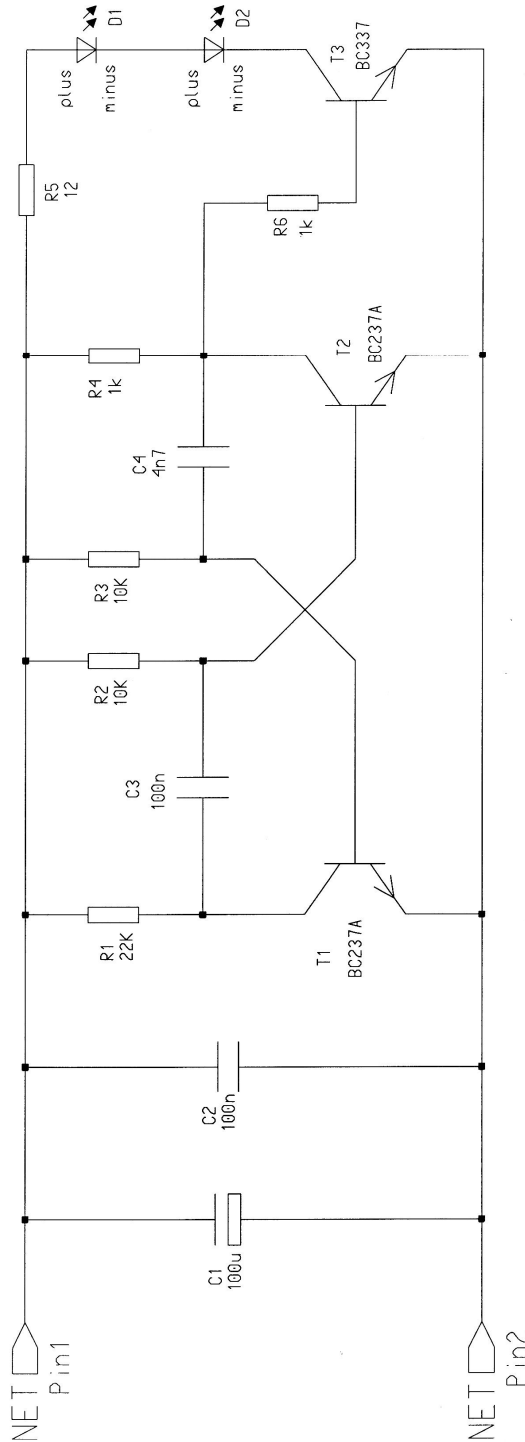 NET
Pin1
NET
Pin2
C1
100u
C2
100n
R1
22K
T1
BC237A
C3
100n
R2
10K
R3
10K
C4
4n7
R4
1k
T2
BC237A
R5
12
R6
1k
T3
BC337
plus
D1
minus
plus
D2
minus